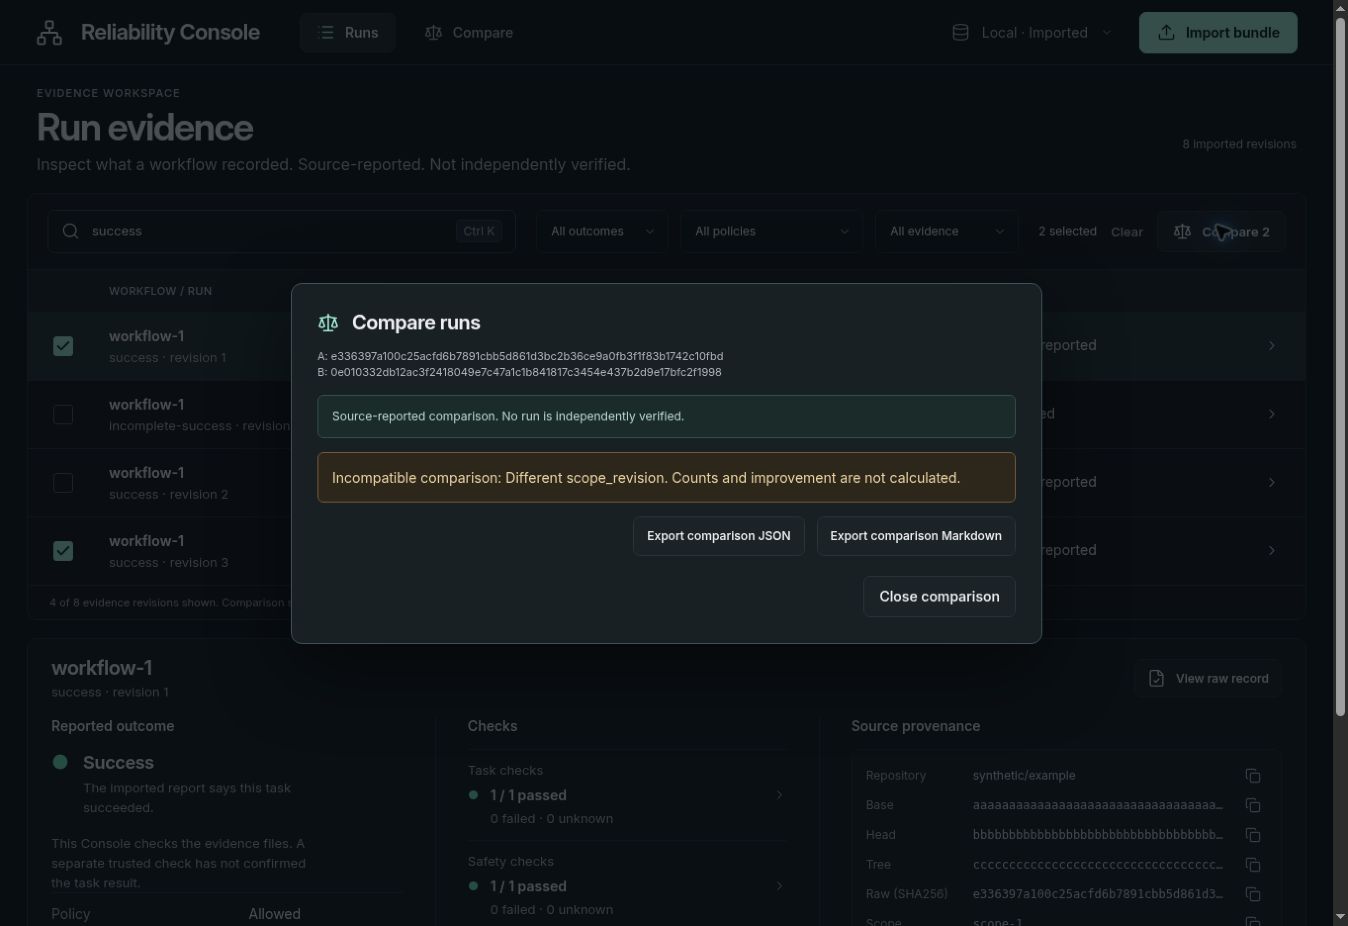 Reliability Console
Runs
Compare
Local · Imported
Import bundle
EVIDENCE WORKSPACE
Run evidence
Inspect what a workflow recorded. Source-reported. Not independently verified.
8 imported revisions
success
Ctrl K
All outcomes
All policies
All evidence
2 selected
Clear
Compare 2
WORKFLOW / RUN
workflow-1
success · revision 1
reported
workflow-1
incomplete-success · revision
workflow-1
success · revision 2
reported
workflow-1
success · revision 3
reported
4 of 8 evidence revisions shown. Comparison
Compare runs
A: e336397a100c25acfd6b7891cbb5d861d3bc2b36ce9a0fb3f1f83b1742c10fbd
B: 0e010332db12ac3f2418049e7c47a1c1b841817c3454e437b2d9e17bfc2f1998
Source-reported comparison. No run is independently verified.
Incompatible comparison: Different scope_revision. Counts and improvement are not calculated.
Export comparison JSON
Export comparison Markdown
Close comparison
workflow-1
success · revision 1
View raw record
Reported outcome
Success
The imported report says this task
succeeded.
This Console checks the evidence files. A
separate trusted check has not confirmed
the task result.
Policy
Allowed
Checks
Task checks
1 / 1 passed
0 failed · 0 unknown
Safety checks
1 / 1 passed
0 failed · 0 unknown
Source provenance
Repository
synthetic/example
Base
aaaaaaaaaaaaaaaaaaaaaaaaaaaaaaaaaa…
Head
bbbbbbbbbbbbbbbbbbbbbbbbbbbbbbbbbb…
Tree
cccccccccccccccccccccccccccccccccc…
Raw (SHA256)
e336397a100c25acfd6b7891cbb5d861d3…
Scope
scope-1